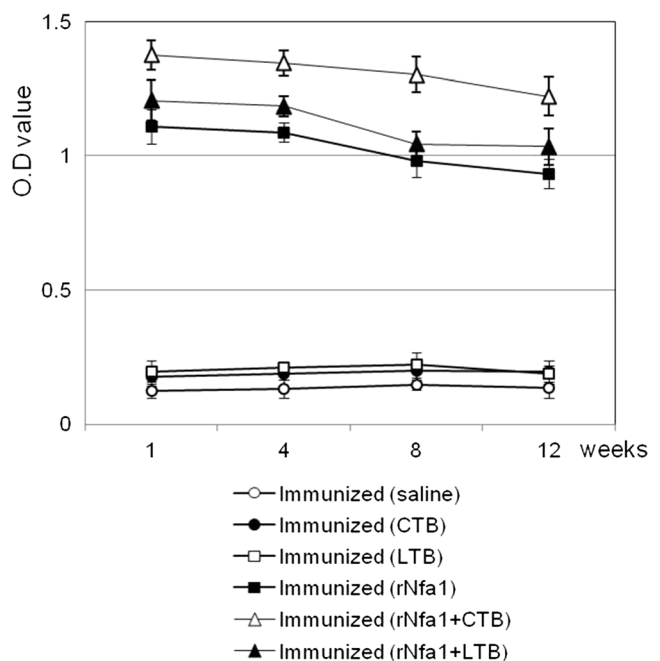 1.5
1
0.5
0
O.D value
1 4 8 12 weeks
Immunized (saline)
Immunized (CTB)
Immunized (LTB)
Immunized (rNfa1)
Immunized (rNfa1+CTB)
Immunized (rNfa1+LTB)